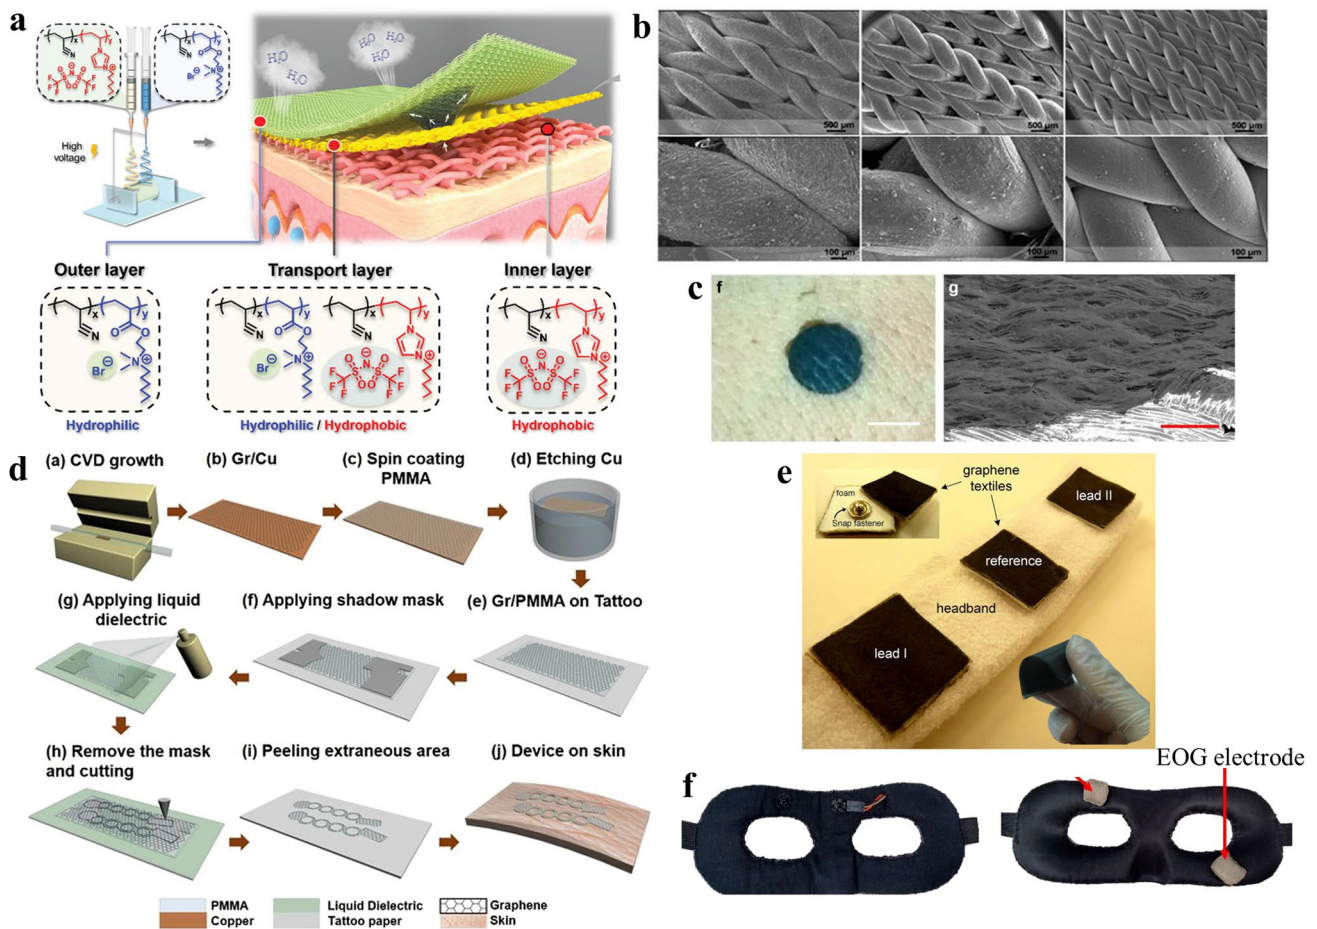 a
High
voltage
H₂O
H₂O
H₂O
H₂O
H₂O
Outer layer
Transport layer
Inner layer
Hydrophilic
Hydrophilic / Hydrophobic
Hydrophobic
b
500 μm
500 μm
500 μm
100 μm
100 μm
100 μm
c
f
g
d
(a) CVD growth
(b) Gr/Cu
(c) Spin coating
PMMA
(d) Etching Cu
(g) Applying liquid
dielectric
(f) Applying shadow mask
(e) Gr/PMMA on Tattoo
(h) Remove the mask
and cutting
(i) Peeling extraneous area
(j) Device on skin
PMMA
Copper
Liquid Dielectric
Tattoo paper
Graphene
Skin
e
foam
Snap fastener
graphene
textiles
lead II
reference
headband
lead I
f
EOG electrode